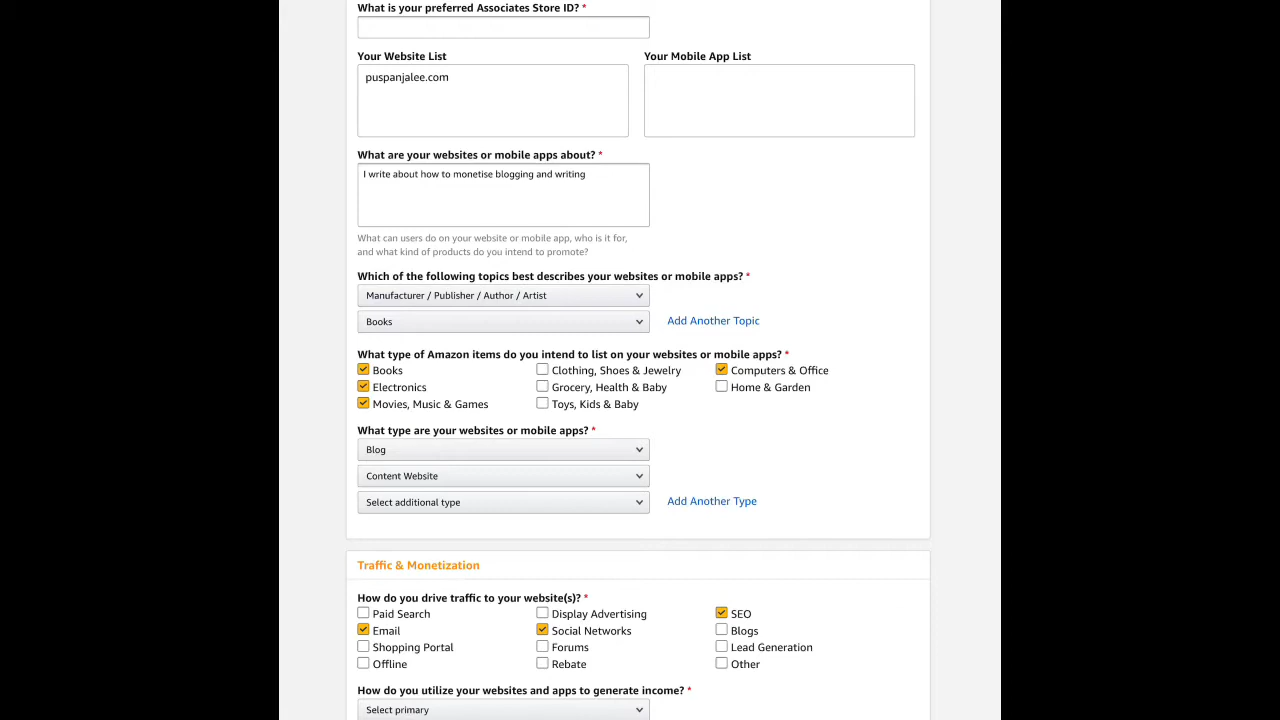 What is your preferred Associates Store ID? *
Your Website List
Your Mobile App List
puspanjalee.com
What are your websites or mobile apps about? *
I write about how to monetise blogging and writing
What can users do on your website or mobile app, who is it for,
and what kind of products do you intend to promote?
Which of the following topics best describes your websites or mobile apps? *
Manufacturer / Publisher / Author / Artist
Books
Add Another Topic
What type of Amazon items do you intend to list on your websites or mobile apps? *
Books
Clothing, Shoes & Jewelry
Computers & Office
Electronics
Grocery, Health & Baby
Home & Garden
Movies, Music & Games
Toys, Kids & Baby
What type are your websites or mobile apps? *
Blog
Content Website
Select additional type
Add Another Type
Traffic & Monetization
How do you drive traffic to your website(s)? *
Paid Search
Display Advertising
SEO
Email
Social Networks
Blogs
Shopping Portal
Forums
Lead Generation
Offline
Rebate
Other
How do you utilize your websites and apps to generate income? *
Select primary